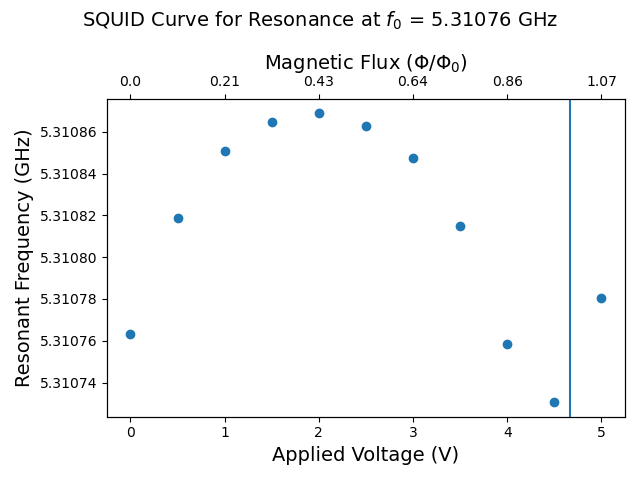 SQUID Curve for Resonance at f₀ = 5.31076 GHz
Magnetic Flux (Φ/Φ₀)
0.0 0.21 0.43 0.64 0.86 1.07
Resonant Frequency (GHz)
5.31086
5.31084
5.31082
5.31080
5.31078
5.31076
5.31074
0 1 2 3 4 5
Applied Voltage (V)